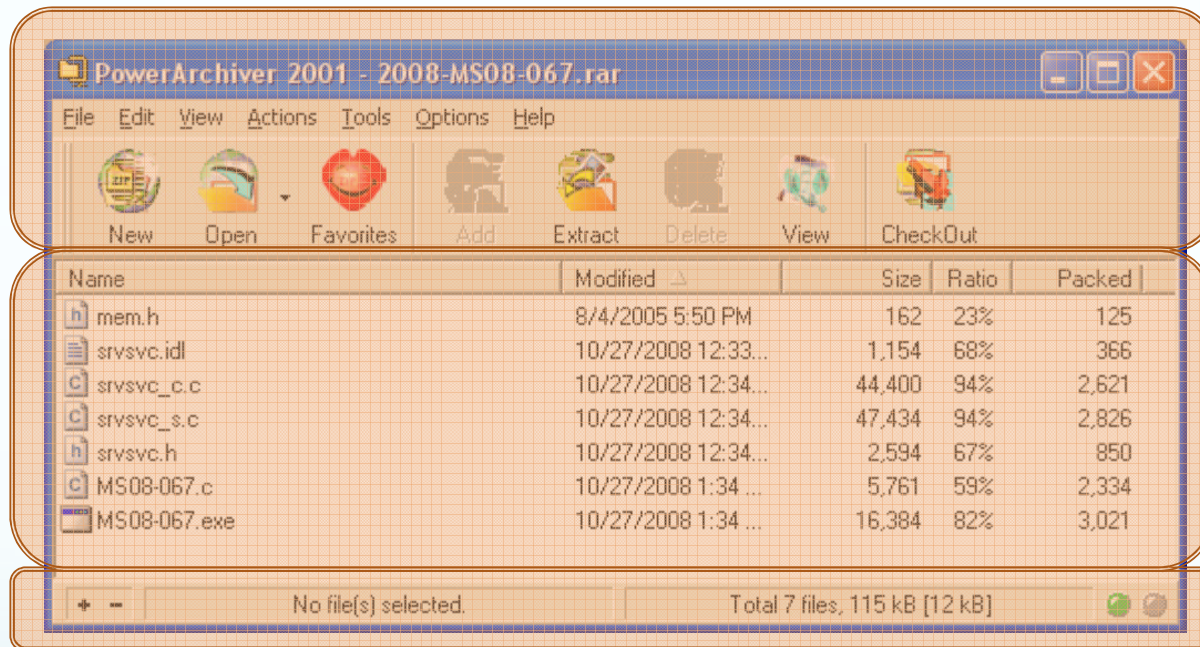 PowerArchiver 2001 - 2008-MS08-067.rar
File Edit View Actions Tools Options Help
ZIP
New Open Favorites Add Extract Delete View CheckOut
Name Modified Size Ratio Packed
mem.h 8/4/2005 5:50 PM 162 23% 125
srvsvc.idl 10/27/2008 12:33... 1,154 68% 366
srvsvc_c.c 10/27/2008 12:34... 44,400 94% 2,621
srvsvc_s.c 10/27/2008 12:34... 47,434 94% 2,826
srvsvc.h 10/27/2008 12:34... 2,594 67% 850
MS08-067.c 10/27/2008 1:34 ... 5,761 59% 2,334
MS08-067.exe 10/27/2008 1:34 ... 16,384 82% 3,021
No file(s) selected. Total 7 files, 115 kB [12 kB]